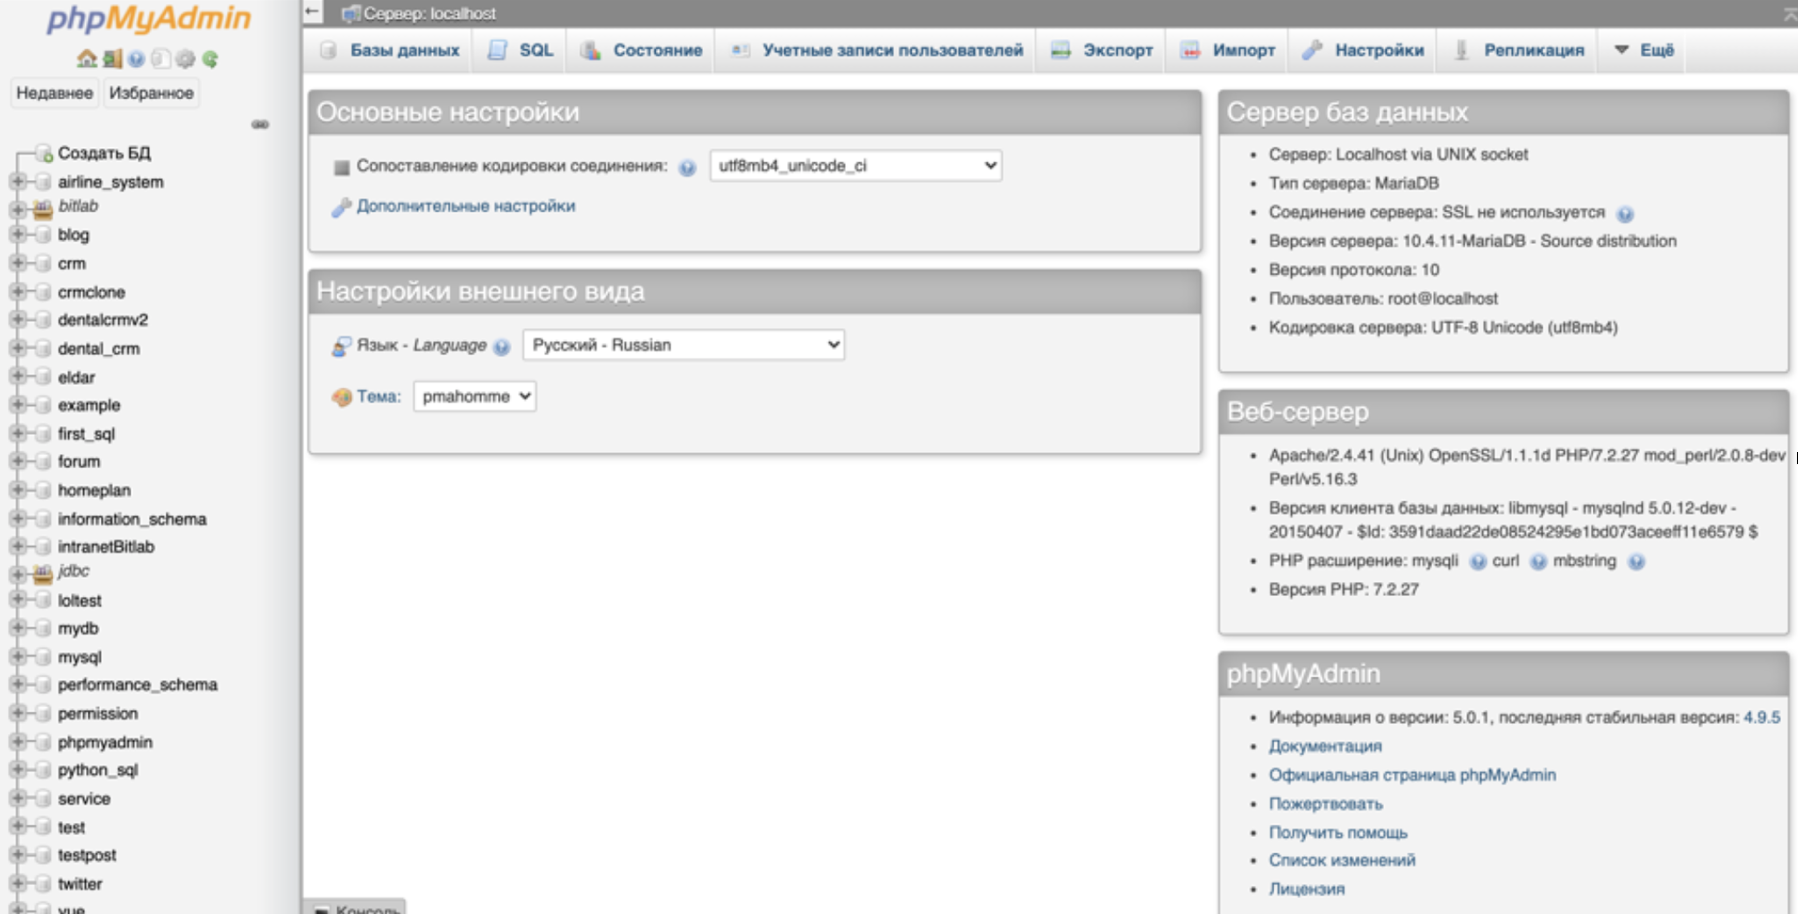 phpMyAdmin
Недавнее Избранное
Создать БД
airline_system
bitlab
blog
crm
crmclone
dentalcrmv2
dental_crm
eldar
example
first_sql
forum
homeplan
information_schema
intranetBitlab
jdbc
loltest
mydb
mysql
performance_schema
permission
phpmyadmin
python_sql
service
test
testpost
twitter
vue
Сервер: localhost
Базы данных SQL Состояние Учетные записи пользователей Экспорт Импорт Настройки Репликация Ещё
Основные настройки
Сопоставление кодировки соединения: utf8mb4_unicode_ci
Дополнительные настройки
Настройки внешнего вида
Язык - Language Русский - Russian
Тема: pmahomme
Сервер баз данных
Сервер: Localhost via UNIX socket
Тип сервера: MariaDB
Соединение сервера: SSL не используется
Версия сервера: 10.4.11-MariaDB - Source distribution
Версия протокола: 10
Пользователь: root@localhost
Кодировка сервера: UTF-8 Unicode (utf8mb4)
Веб-сервер
Apache/2.4.41 (Unix) OpenSSL/1.1.1d PHP/7.2.27 mod_perl/2.0.8-dev
Perl/v5.16.3
Версия клиента базы данных: libmysql - mysqlnd 5.0.12-dev -
20150407 - $Id: 3591daad22de08524295e1bd073aceeff11e6579 $
PHP расширение: mysqli curl mbstring
Версия PHP: 7.2.27
phpMyAdmin
Информация о версии: 5.0.1, последняя стабильная версия: 4.9.5
Документация
Официальная страница phpMyAdmin
Пожертвовать
Получить помощь
Список изменений
Лицензия
Консоль